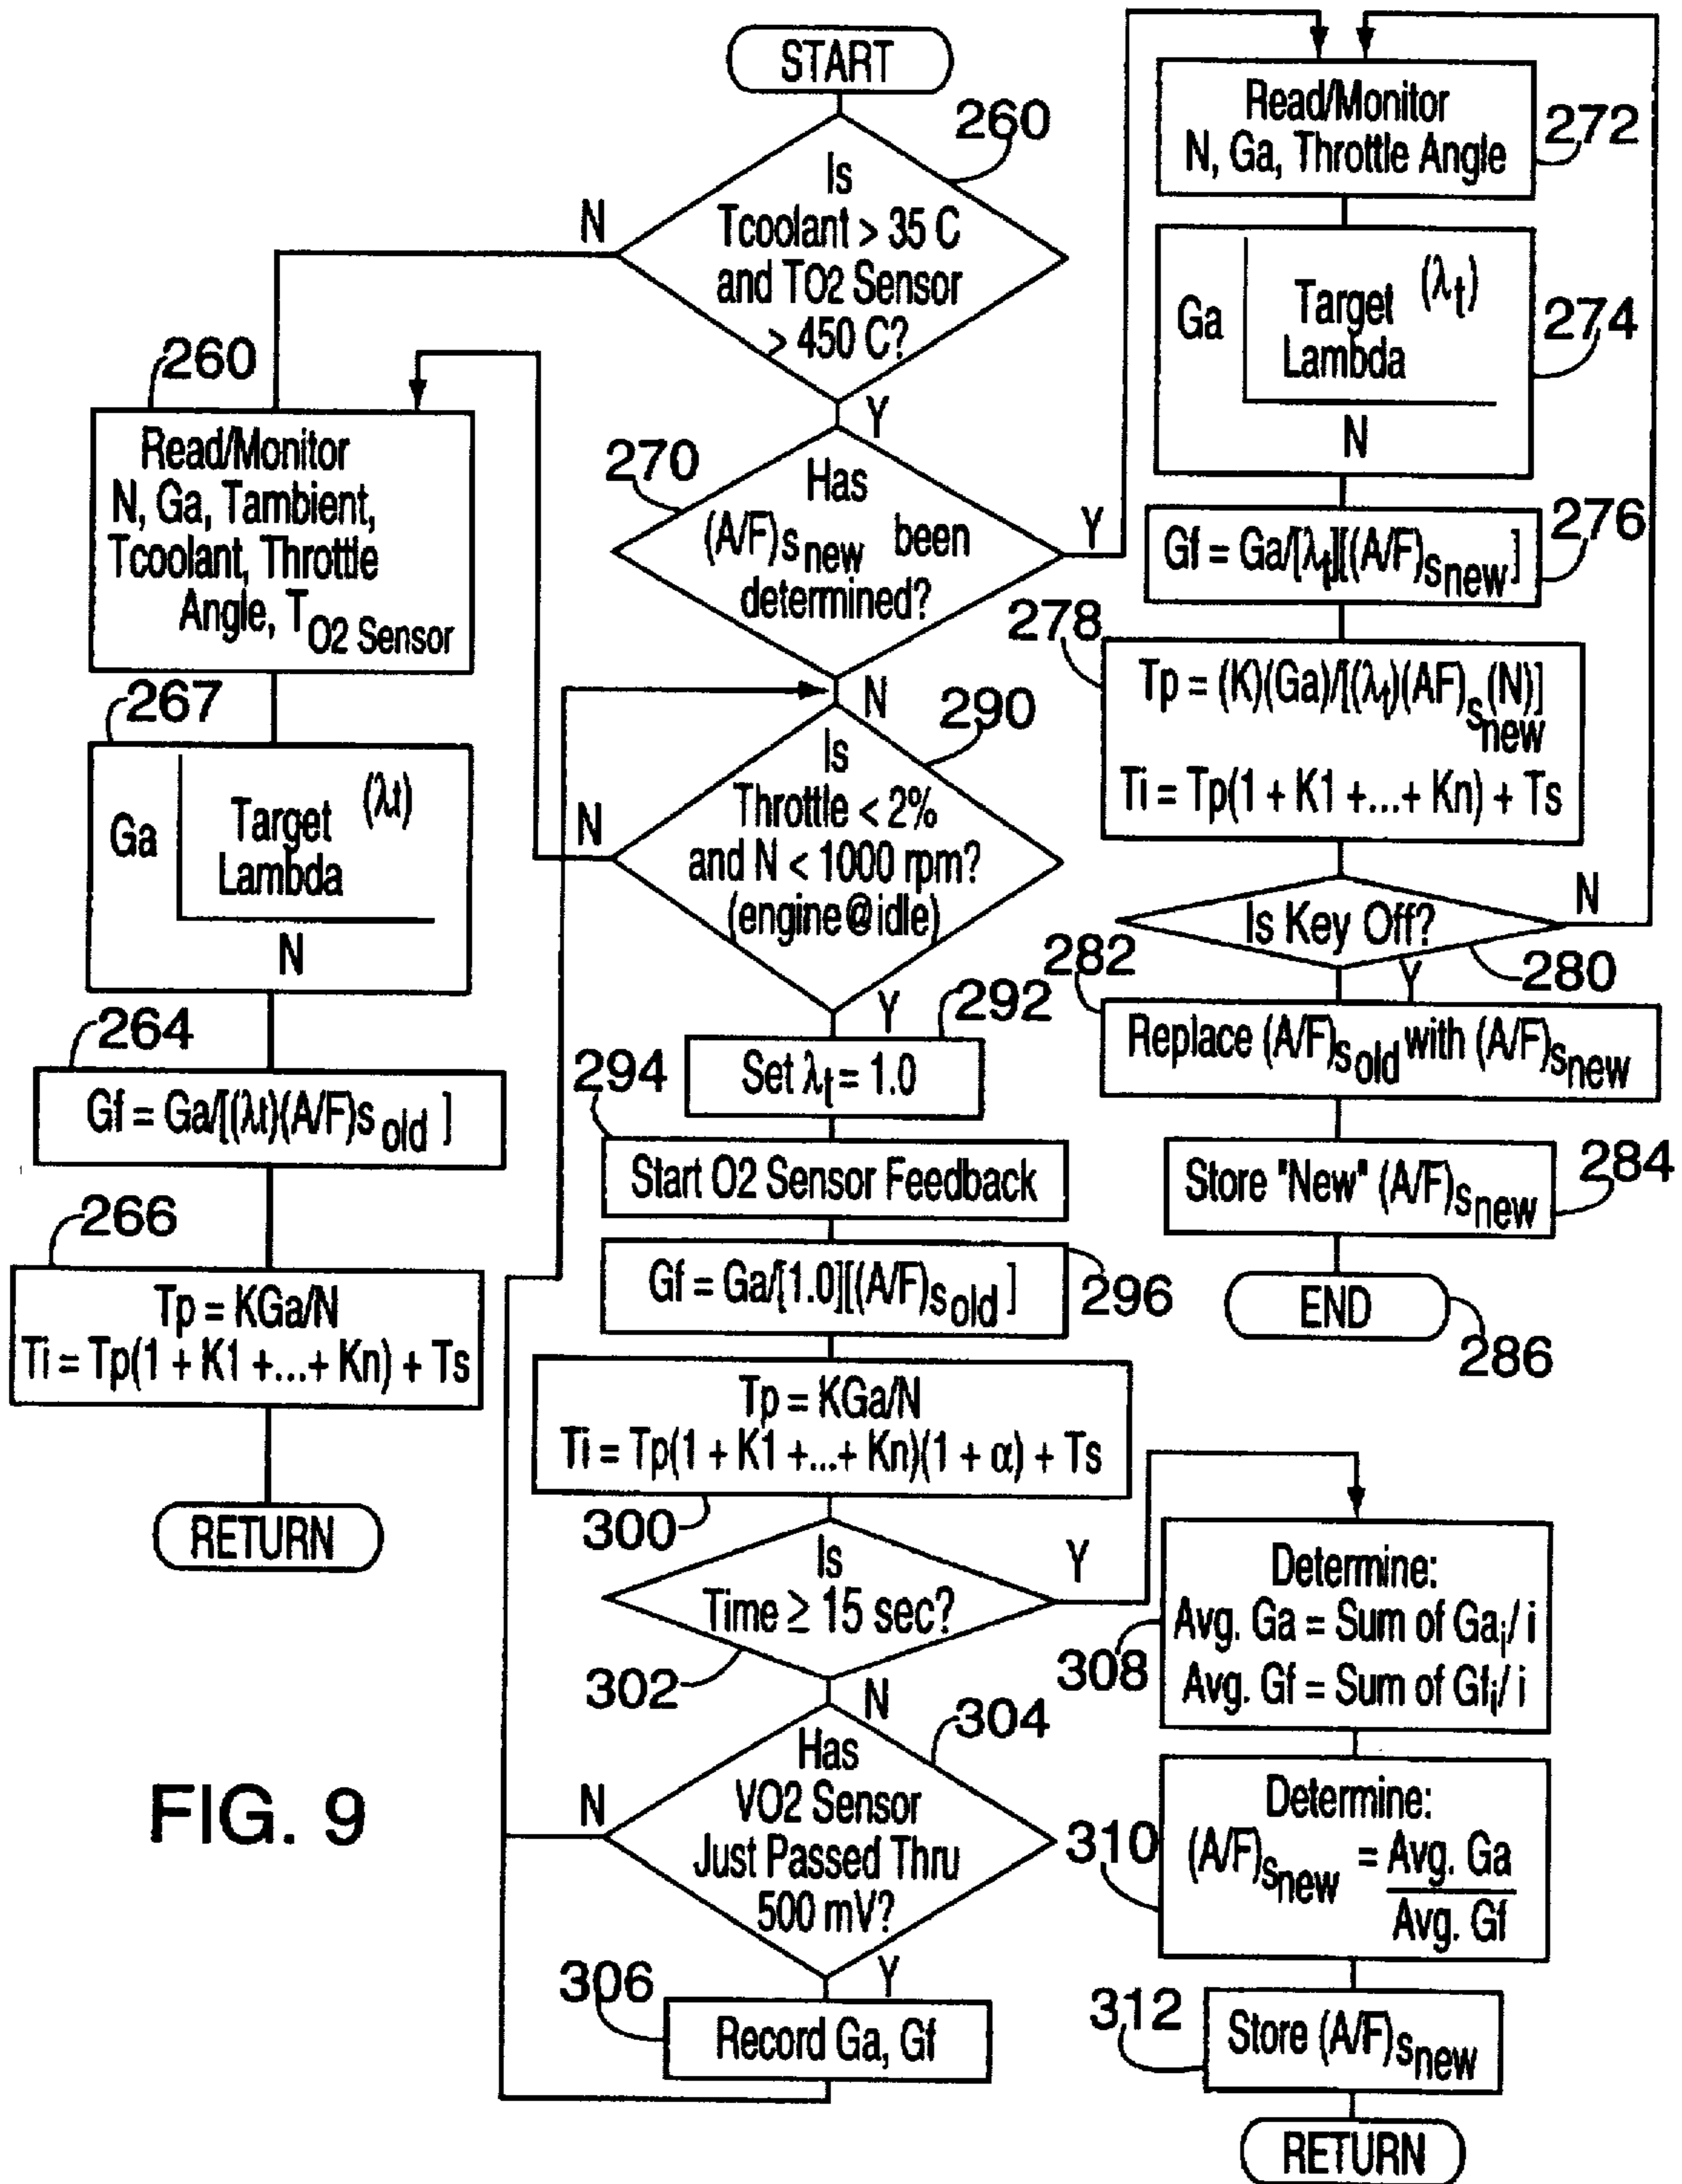 START
260
Is
Tcoolant > 35 C
and TO2 Sensor
> 450 C?
N
Y
260
Read/Monitor
N, Ga, Tambient,
Tcoolant, Throttle
Angle, T O2 Sensor
267
Ga
Target (λt)
Lambda
N
264
Gf = Ga/[(λt)(A/F)s old ]
266
Tp = KGa/N
Ti = Tp(1 + K1 +...+ Kn) + Ts
RETURN
270
Has
(A/F)s new been
determined?
Y
N
290
Is
Throttle < 2%
and N < 1000 rpm?
(engine@idle)
N
Y
292
Set λt = 1.0
294
Start O2 Sensor Feedback
Gf = Ga/[1.0][(A/F)s old ]
296
Tp = KGa/N
Ti = Tp(1 + K1 +...+ Kn)(1 + α) + Ts
300
Is
Time ≥ 15 sec?
302
Y
N
304
Has
VO2 Sensor
Just Passed Thru
500 mV?
N
Y
306
Record Ga, Gf
Read/Monitor
N, Ga, Throttle Angle
272
Ga
Target (λt)
Lambda
N
274
276
Gf = Ga/[λt][(A/F)s new ]
278
Tp = (K)(Ga)/[(λt)(AF)s new (N)]
Ti = Tp(1 + K1 +...+ Kn) + Ts
Is Key Off?
N
Y
280
282
Replace (A/F)s old with (A/F)s new
Store "New" (A/F)s new
284
END
286
Determine:
Avg. Ga = Sum of Gai / i
Avg. Gf = Sum of Gfi / i
308
310
Determine:
(A/F)s new = Avg. Ga
Avg. Gf
312
Store (A/F)s new
RETURN
FIG. 9